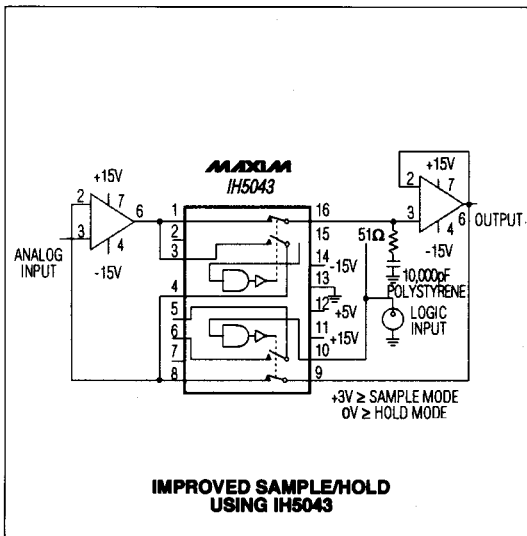 MAXIM
IH5043
+15V
2
7
6
3
4
-15V
ANALOG
INPUT
1
2
3
4
5
6
7
8
16
15
14
-15V
13
12
+5V
11
+15V
10
9
51Ω
10,000pF
POLYSTYRENE
LOGIC
INPUT
+15V
2
7
3
4
6
-15V
OUTPUT
+3V ≥ SAMPLE MODE
0V ≥ HOLD MODE
IMPROVED SAMPLE/HOLD
USING IH5043